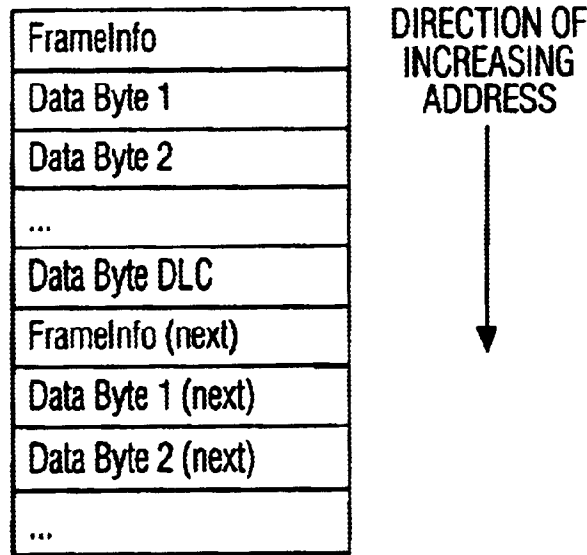 FrameInfo
Data Byte 1
Data Byte 2
...
Data Byte DLC
FrameInfo (next)
Data Byte 1 (next)
Data Byte 2 (next)
...
DIRECTION OF
INCREASING
ADDRESS